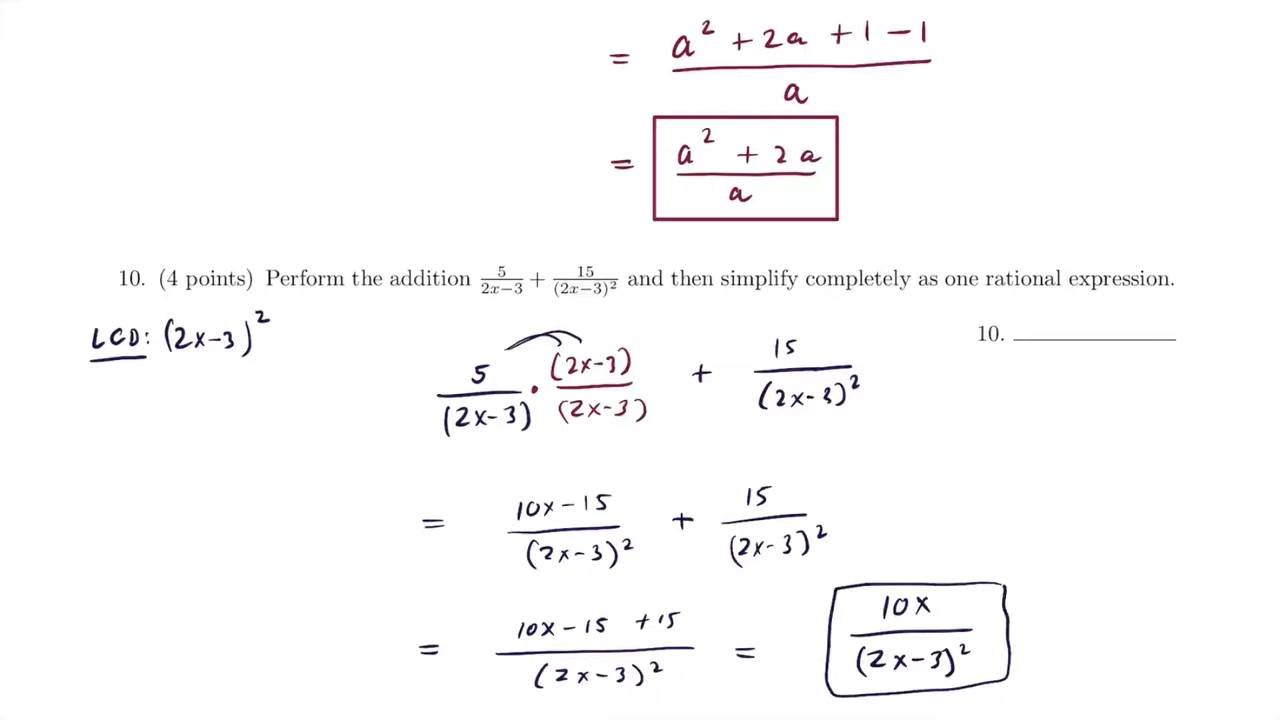 = a² + 2a + 1 − 1 / a
= a² + 2a / a
10. (4 points) Perform the addition 5/2x−3 + 15/(2x−3)² and then simplify completely as one rational expression.
LCD: (2x−3)²
10.
5/(2x−3) • (2x−3)/(2x−3) + 15/(2x−3)²
= 10x−15/(2x−3)² + 15/(2x−3)²
= 10x−15 +15/(2x−3)² = 10x/(2x−3)²